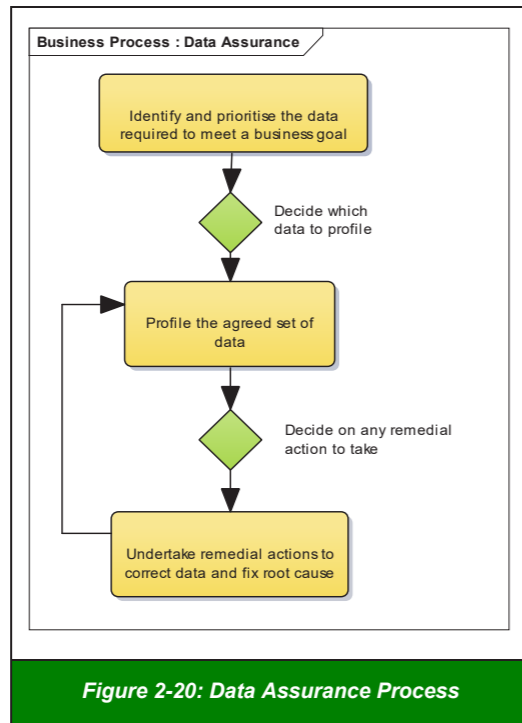 Business Process : Data Assurance
Identify and prioritise the data
required to meet a business goal
Decide which
data to profile
Profile the agreed set of
data
Decide on any remedial
action to take
Undertake remedial actions to
correct data and fix root cause
Figure 2-20: Data Assurance Process